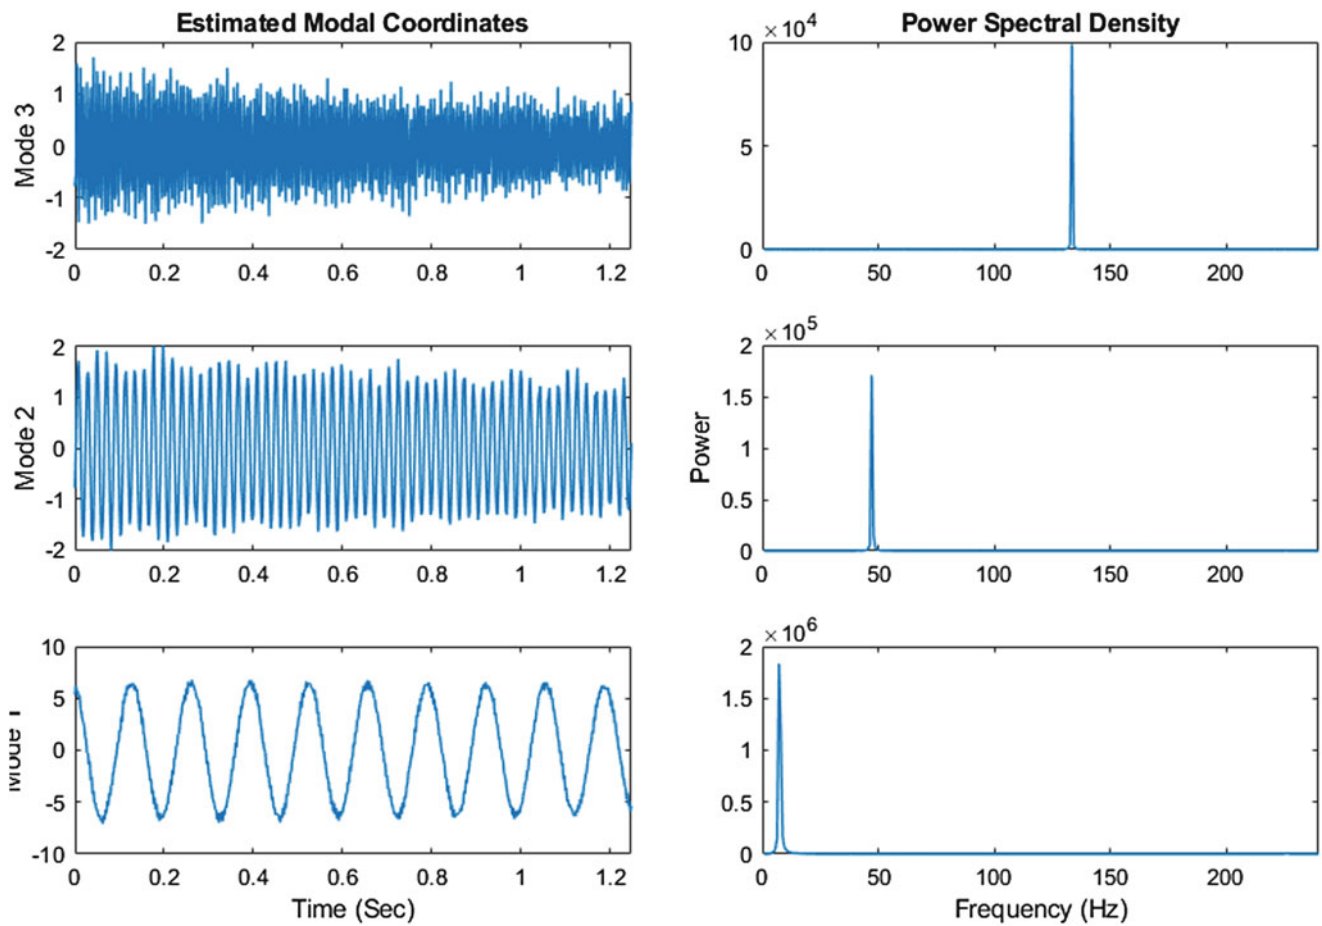 Estimated Modal Coordinates
Mode 3
2
1
0
-1
-2
0 0.2 0.4 0.6 0.8 1 1.2
Power Spectral Density
×10⁴
10
5
0
0 50 100 150 200
Mode 2
2
1
0
-1
-2
0 0.2 0.4 0.6 0.8 1 1.2
Power
×10⁵
2
1.5
1
0.5
0
0 50 100 150 200
Mode
10
5
0
-5
-10
0 0.2 0.4 0.6 0.8 1 1.2
Time (Sec)
×10⁶
2
1.5
1
0.5
0
0 50 100 150 200
Frequency (Hz)